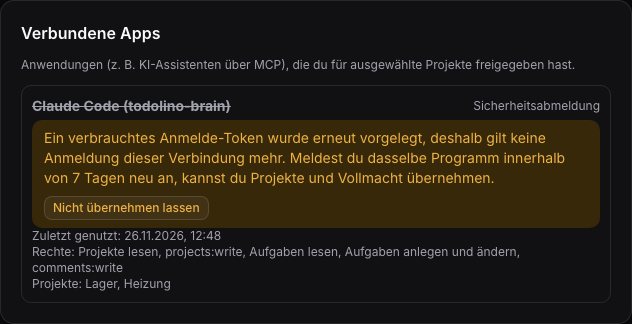 Verbundene Apps
Anwendungen (z. B. KI-Assistenten über MCP), die du für ausgewählte Projekte freigegeben hast.
Claude Code (todolino-brain)
Sicherheitsabmeldung
Ein verbrauchtes Anmelde-Token wurde erneut vorgelegt, deshalb gilt keine
Anmeldung dieser Verbindung mehr. Meldest du dasselbe Programm innerhalb
von 7 Tagen neu an, kannst du Projekte und Vollmacht übernehmen.
Nicht übernehmen lassen
Zuletzt genutzt: 26.11.2026, 12:48
Rechte: Projekte lesen, projects:write, Aufgaben lesen, Aufgaben anlegen und ändern,
comments:write
Projekte: Lager, Heizung